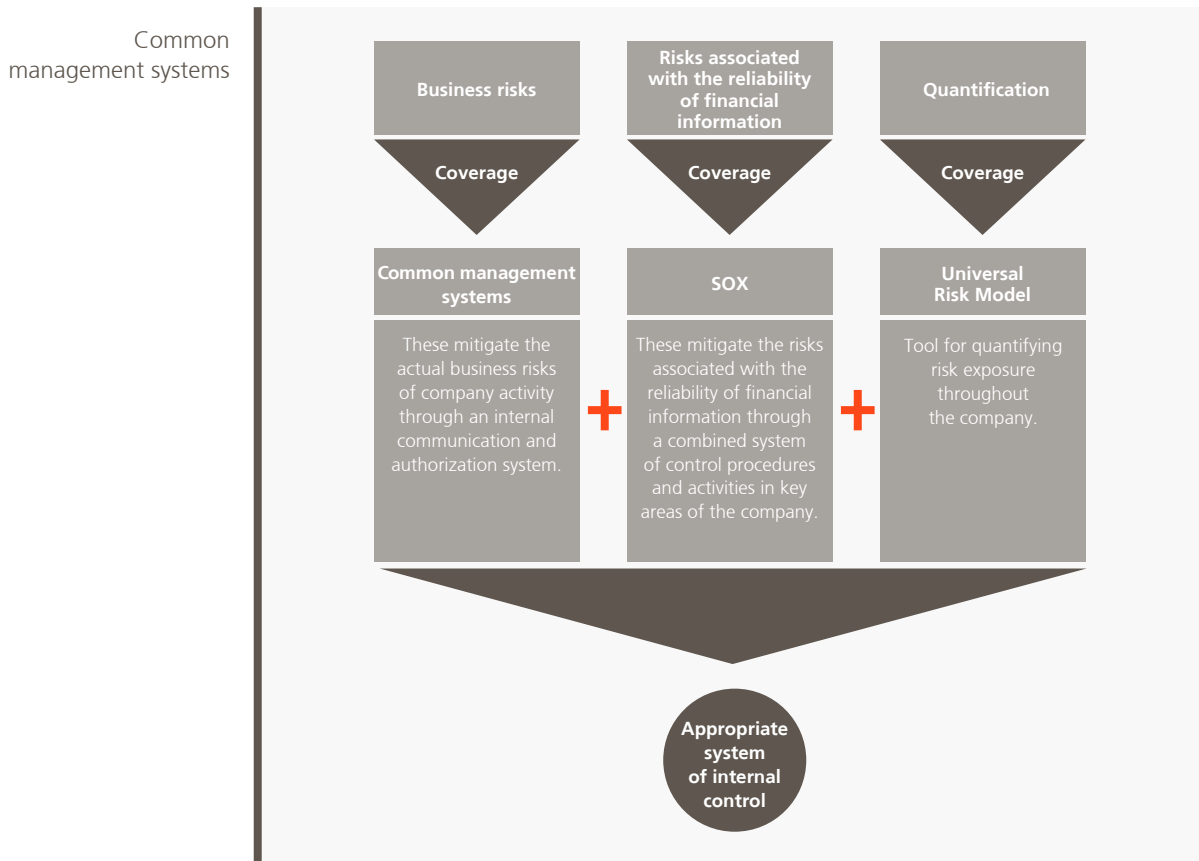 Common
management systems
Business risks
Risks associated
with the reliability
of financial
information
Quantification
Coverage
Coverage
Coverage
Common management
systems
SOX
Universal
Risk Model
These mitigate the
actual business risks
of company activity
through an internal
communication and
authorization system.
These mitigate the risks
associated with the
reliability of financial
information through
a combined system
of control procedures
and activities in key
areas of the company.
Tool for quantifying
risk exposure
throughout
the company.
+
+
Appropriate
system
of internal
control